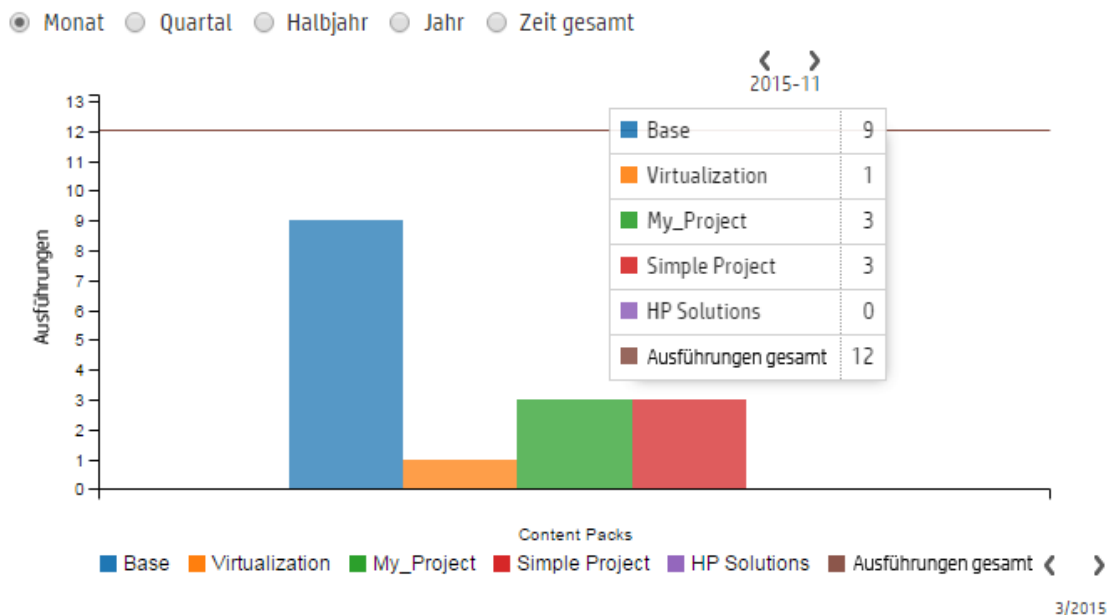 Monat Quartal Halbjahr Jahr Zeit gesamt
2015-11
Base 9
Virtualization 1
My_Project 3
Simple Project 3
HP Solutions 0
Ausführungen gesamt 12
13
12
11
10
9
8
7
6
5
4
3
2
1
0
Ausführungen
Content Packs
Base Virtualization My_Project Simple Project HP Solutions Ausführungen gesamt
3/2015